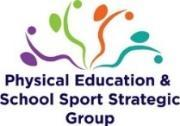 Physical Education &
School Sport Strategic
Group